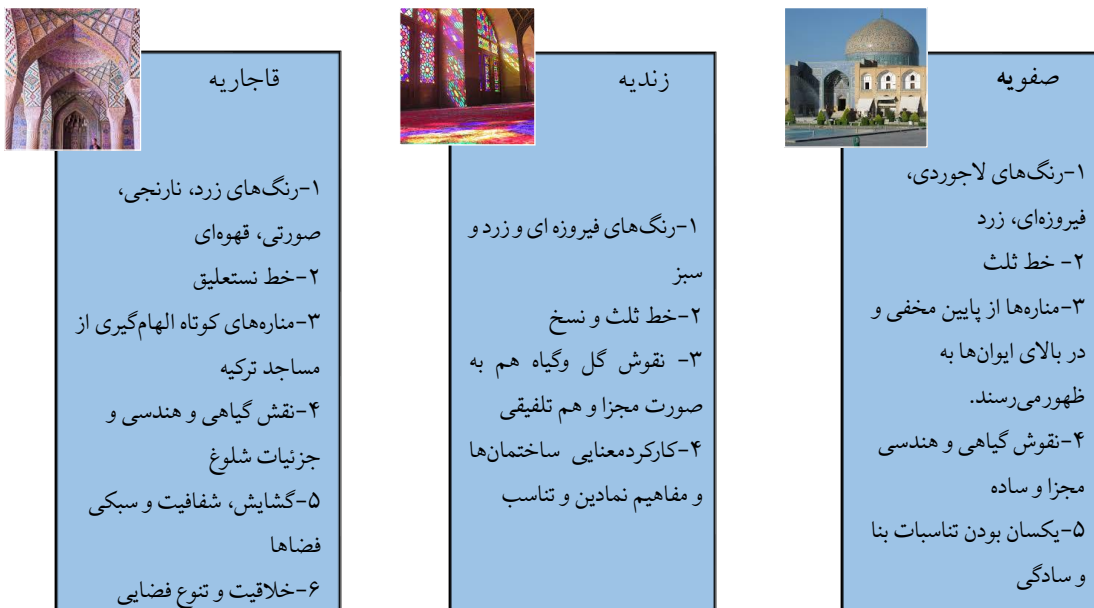 صفویه
۱-رنگ‌های لاجوردی،
فیروزه‌ای، زرد
۲- خط ثلث
۳-مناره‌ها از پایین مخفی و
در بالای ایوان‌ها به
ظهورمی‌رسند.
۴-نقوش گیاهی و هندسی
مجزا و ساده
۵-یکسان بودن تناسبات بنا
و سادگی
زندیه
۱-رنگ‌های فیروزه ای و زرد و
سبز
۲-خط ثلث و نسخ
۳- نقوش گل وگیاه هم به
صورت مجزا و هم تلفیقی
۴-کارکردمعنایی ساختمان‌ها
و مفاهیم نمادین و تناسب
قاجاریه
۱-رنگ‌های زرد، نارنجی،
صورتی، قهوه‌ای
۲-خط نستعلیق
۳-مناره‌های کوتاه الهام‌گیری از
مساجد ترکیه
۴-نقش گیاهی و هندسی و
جزئیات شلوغ
۵-گشایش، شفافیت و سبکی
فضاها
۶-خلاقیت و تنوع فضایی